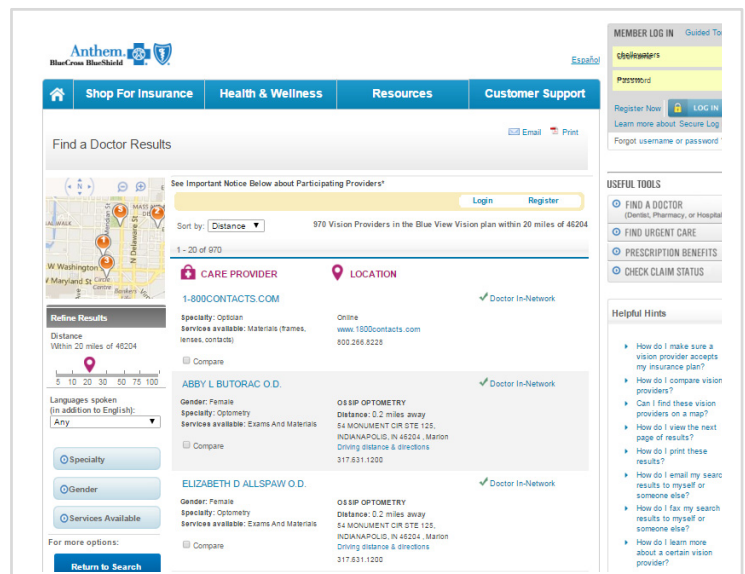 Anthem.
BlueCross BlueShield
Español
Shop For Insurance
Health & Wellness
Resources
Customer Support
Find a Doctor Results
Email
Print
See Important Notice Below about Participating Providers*
Login
Register
Sort by:
Distance
970 Vision Providers in the Blue View Vision plan within 20 miles of 46204
1 - 20 of 970
CARE PROVIDER
LOCATION
1-800CONTACTS.COM
Doctor In-Network
Specialty: Optician
Services available: Materials (frames,
lenses, contacts)
Online
www.1800contacts.com
800.266.8228
Compare
ABBY L BUTORAC O.D.
Doctor In-Network
Gender: Female
Specialty: Optometry
Services available: Exams And Materials
OSSIP OPTOMETRY
Distance: 0.2 miles away
54 MONUMENT CIR STE 125,
INDIANAPOLIS, IN 46204 , Marion
Driving distance & directions
317.631.1200
Compare
ELIZABETH D ALLSPAW O.D.
Doctor In-Network
Gender: Female
Specialty: Optometry
Services available: Exams And Materials
OSSIP OPTOMETRY
Distance: 0.2 miles away
54 MONUMENT CIR STE 125,
INDIANAPOLIS, IN 46204 , Marion
Driving distance & directions
317.631.1200
Compare
N
Meridian St
N Delaware St
W Washington
Maryland St
Circle
Centre
Refine Results
Distance
Within 20 miles of 46204
5 10 20 30 50 75 100
Languages spoken
(in addition to English):
Any
Specialty
Gender
Services Available
For more options:
Return to Search
MEMBER LOG IN
Guided To
Password
Register Now
LOG IN
Learn more about Secure Log
Forgot username or password
USEFUL TOOLS
FIND A DOCTOR
(Dentist, Pharmacy, or Hospital
FIND URGENT CARE
PRESCRIPTION BENEFITS
CHECK CLAIM STATUS
Helpful Hints
How do I make sure a
vision provider accepts
my insurance plan?
How do I compare vision
providers?
Can I find these vision
providers on a map?
How do I view the next
page of results?
How do I print these
results?
How do I email my searc
results to myself or
someone else?
How do I fax my search
results to myself or
someone else?
How do I learn more
about a certain vision
provider?